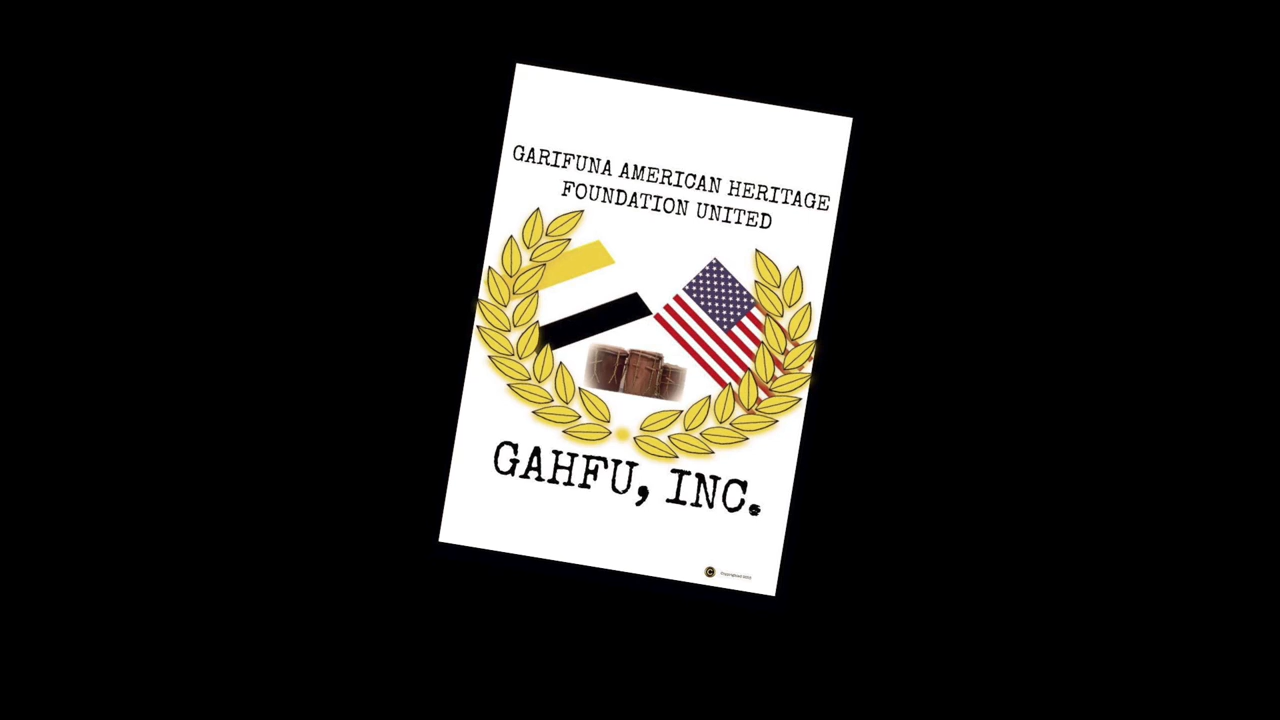 GARIFUNA AMERICAN HERITAGE
FOUNDATION UNITED
GAHFU, INC.
C